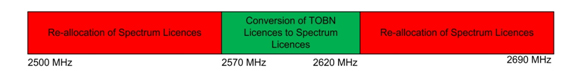 Re-allocation of Spectrum Licences
Conversion of TOBN
Licences to Spectrum
Licences
Re-allocation of Spectrum Licences
2500 MHz
2570 MHz
2620 MHz
2690 MHz